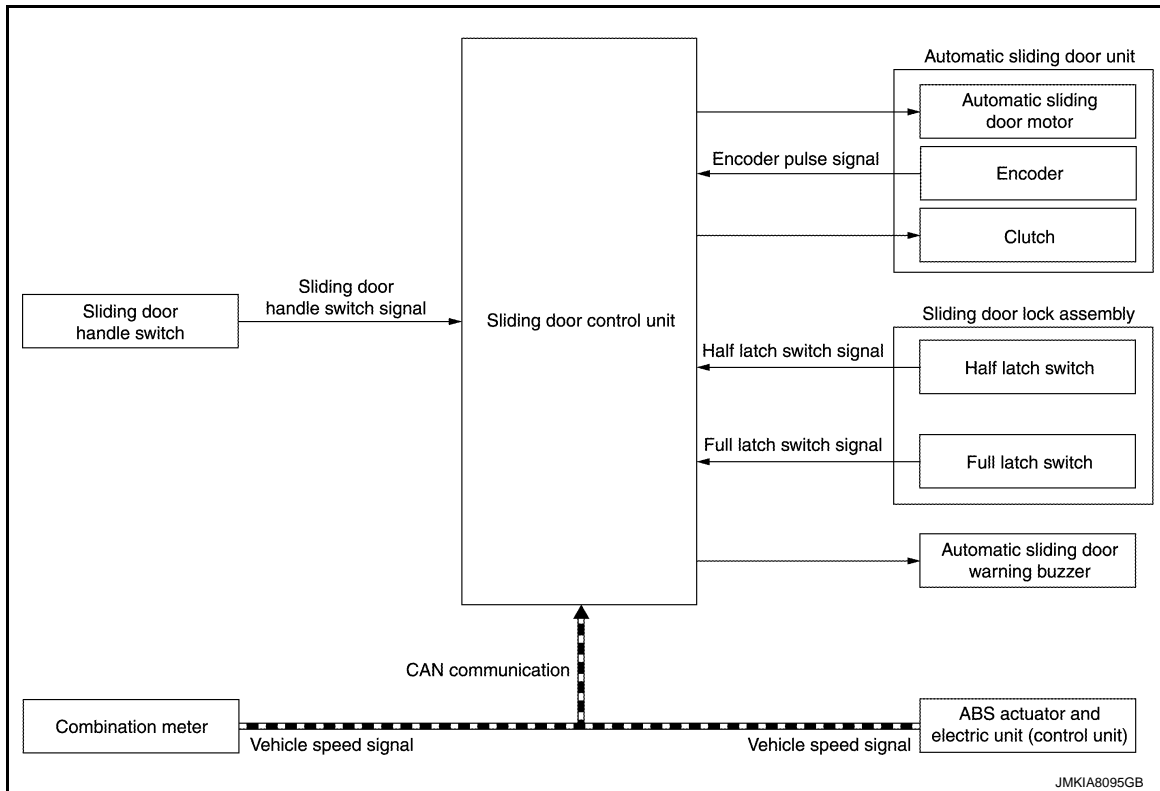 Automatic sliding door unit
Automatic sliding
door motor
Encoder pulse signal
Encoder
Clutch
Sliding door
handle switch
Sliding door
handle switch signal
Sliding door control unit
Sliding door lock assembly
Half latch switch signal
Half latch switch
Full latch switch signal
Full latch switch
Automatic sliding door
warning buzzer
CAN communication
Combination meter
Vehicle speed signal
Vehicle speed signal
ABS actuator and
electric unit (control unit)
JMKIA8095GB